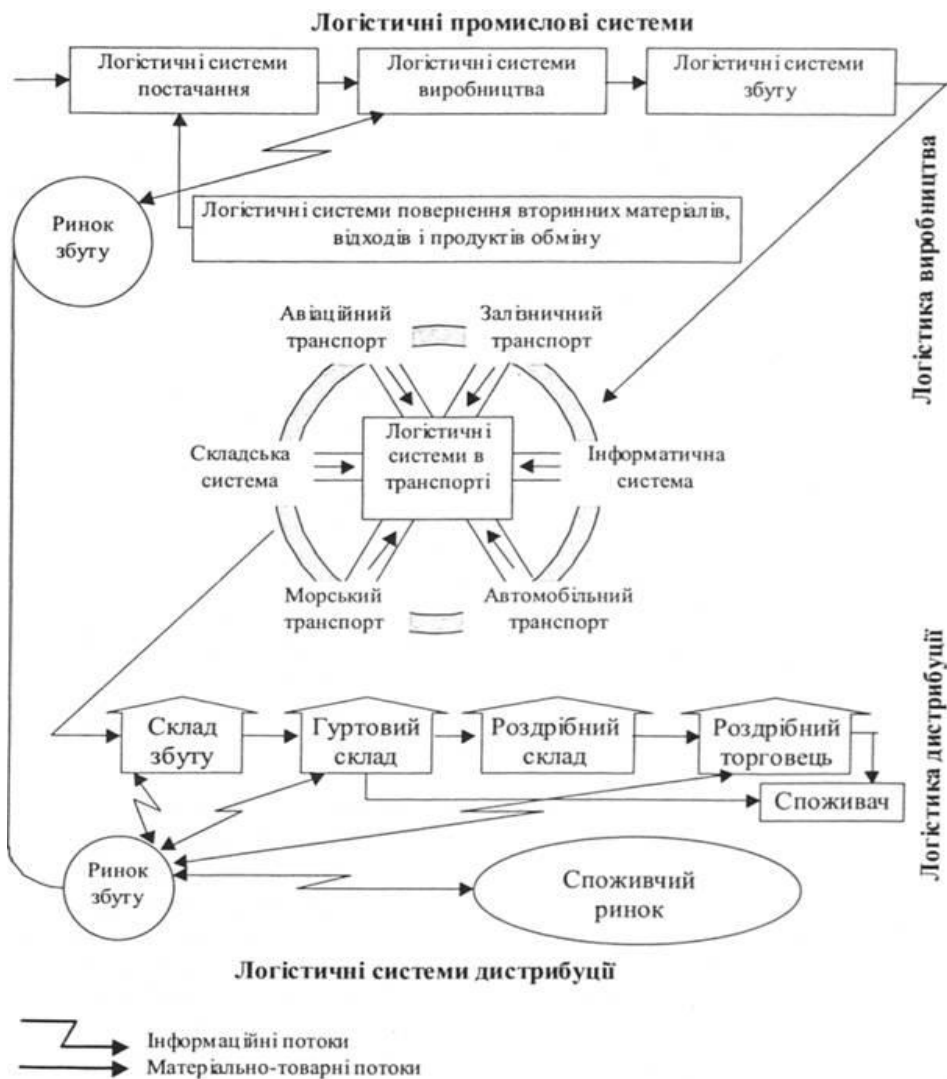 Логістичні промислові системи
Логістичні системи
постачання
Логістичні системи
виробництва
Логістичні системи
збуту
Ринок
збуту
Логістичні системи повернення вторинних матеріалів,
відходів і продуктів обміну
Логістика виробництва
Авіаційний
транспорт
Залізничний
транспорт
Складська
система
Логістичні
системи в
транспорті
Інформатична
система
Морський
транспорт
Автомобільний
транспорт
Склад
збуту
Гуртовий
склад
Роздрібний
склад
Роздрібний
торговець
Споживач
Логістика дистрибуції
Ринок
збуту
Споживчий
ринок
Логістичні системи дистрибуції
Інформаційні потоки
Матеріально-товарні потоки